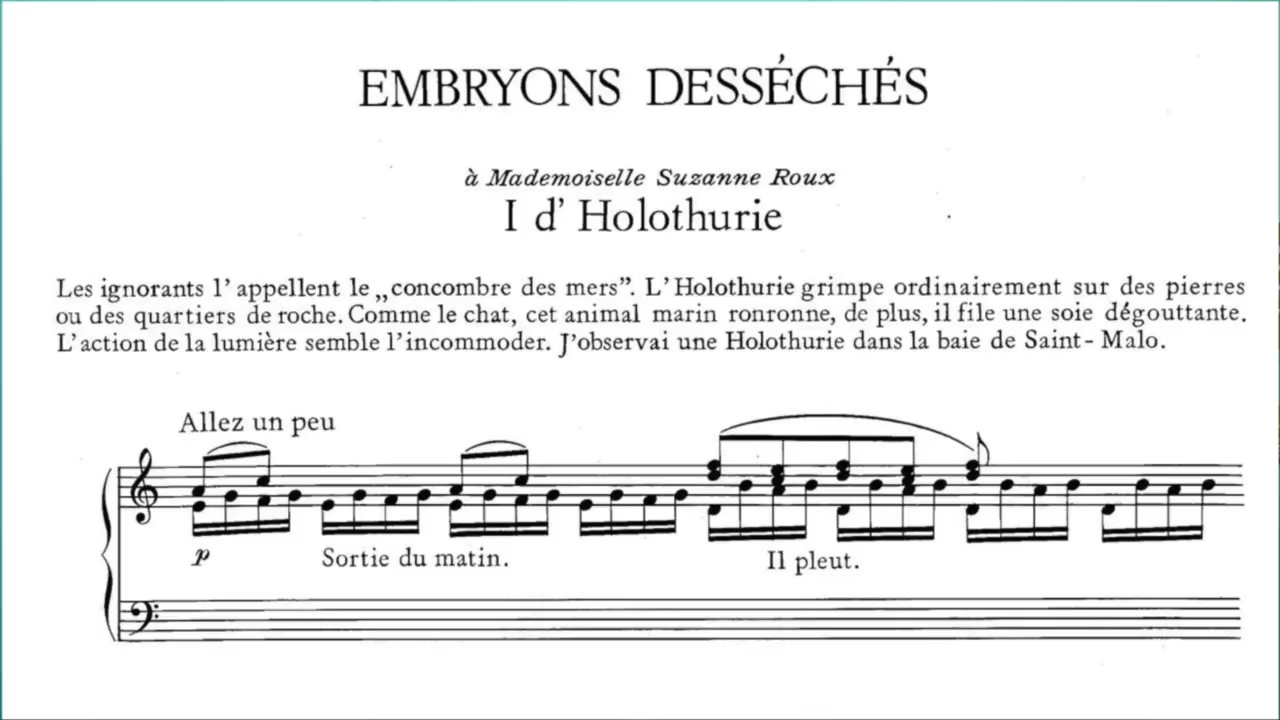 EMBRYONS DESSÉCHÉS
à Mademoiselle Suzanne Roux
I d' Holothurie
Les ignorants l' appellent le „concombre des mers”. L' Holothurie grimpe ordinairement sur des pierres
ou des quartiers de roche. Comme le chat, cet animal marin ronronne, de plus, il file une soie dégouttante.
L'action de la lumière semble l'incommoder. J'observai une Holothurie dans la baie de Saint-Malo.
Allez un peu
p Sortie du matin. Il pleut.